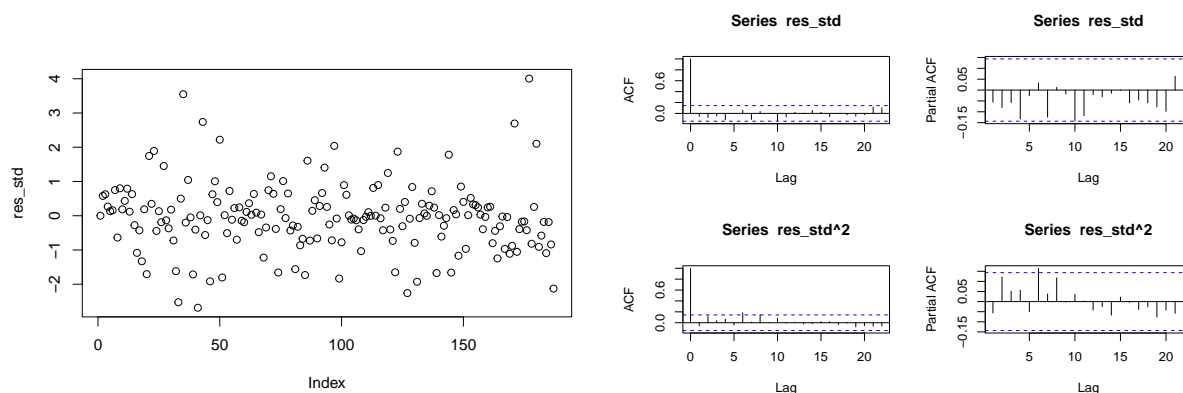 res_std
4
3
2
1
0
−1
−2
0
50
100
150
Index
Series res_std
ACF
0.6
0.0
0 5 10 15 20
Lag
Series res_std
Partial ACF
0.05
−0.15
0 5 10 15 20
Lag
Series res_std^2
ACF
0.6
0.0
0 5 10 15 20
Lag
Series res_std^2
Partial ACF
0.05
−0.15
0 5 10 15 20
Lag